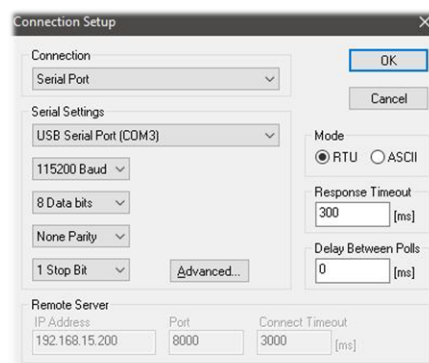 Connection Setup
Connection
Serial Port
OK
Cancel
Serial Settings
USB Serial Port (COM3)
115200 Baud
8 Data bits
None Parity
1 Stop Bit
Advanced...
Mode
RTU
ASCII
Response Timeout
300
[ms]
Delay Between Polls
0
[ms]
Remote Server
IP Address
Port
Connect Timeout
192.168.15.200
8000
3000
[ms]